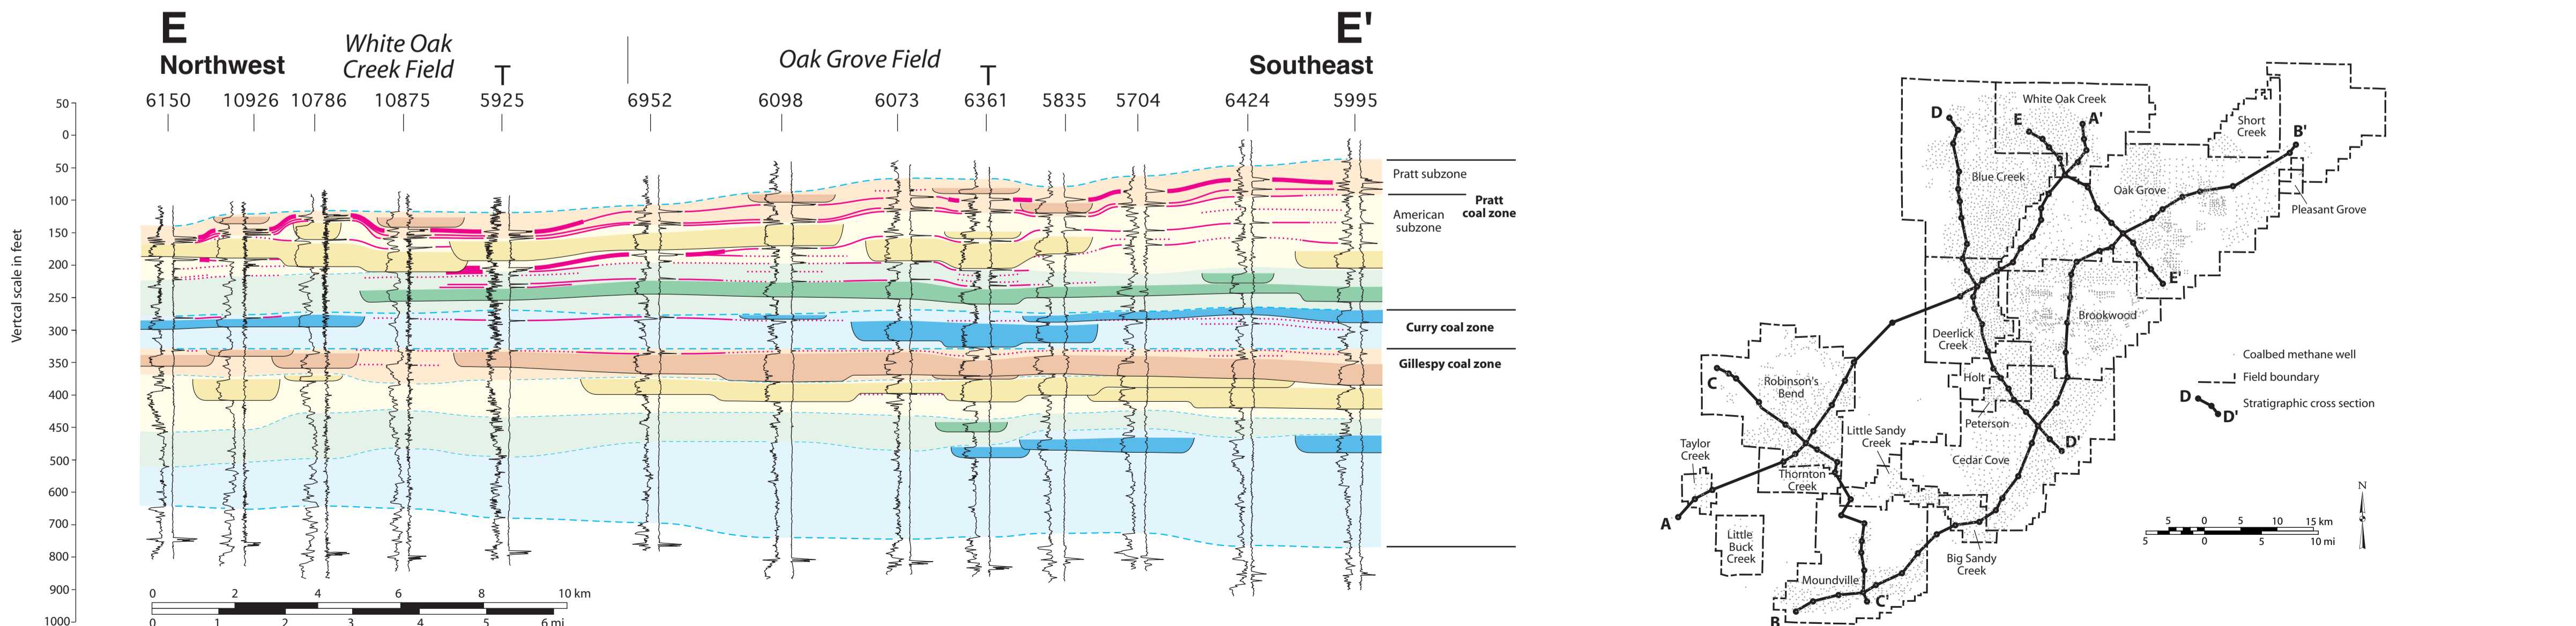 E
Northwest
White Oak
Creek Field
T
Oak Grove Field
T
E'
Southeast
6150 10926 10786 10875 5925 6952 6098 6073 6361 5835 5704 6424 5995
Vertcal scale in feet
50
0
50
100
150
200
250
300
350
400
450
500
600
700
800
900
1000
Pratt subzone
American
subzone
Pratt
coal zone
Curry coal zone
Gillespy coal zone
0 2 4 6 8 10 km
0 1 2 3 4 5 6 mi
D
E
White Oak Creek
A'
Short
Creek
B'
Blue Creek
Oak Grove
Pleasant Grove
E'
Brookwood
Deerlick
Creek
C
Robinson's
Bend
Holt
Peterson
Little Sandy
Creek
D'
Taylor
Creek
Cedar Cove
Thornton
Creek
A
Little
Buck
Creek
Big Sandy
Creek
Moundville
C'
B
Coalbed methane well
Field boundary
D
D'
Stratigraphic cross section
N
5 0 5 10 15 km
5 0 5 10 mi